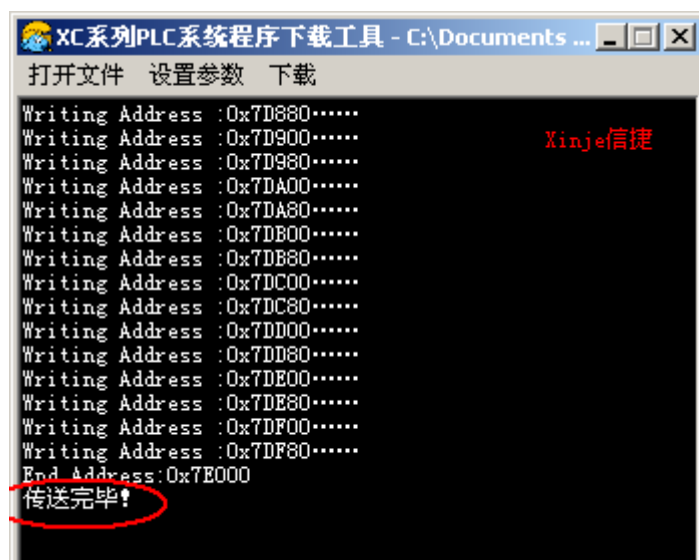 XC系列PLC系统程序下载工具 - C:\Documents ...
打开文件 设置参数 下载
Writing Address :0x7D880······
Writing Address :0x7D900······
Xinje信捷
Writing Address :0x7D980······
Writing Address :0x7DA00······
Writing Address :0x7DA80······
Writing Address :0x7DB00······
Writing Address :0x7DB80······
Writing Address :0x7DC00······
Writing Address :0x7DC80······
Writing Address :0x7DD00······
Writing Address :0x7DD80······
Writing Address :0x7DE00······
Writing Address :0x7DE80······
Writing Address :0x7DF00······
Writing Address :0x7DF80······
End Address:0x7E000
传送完毕!